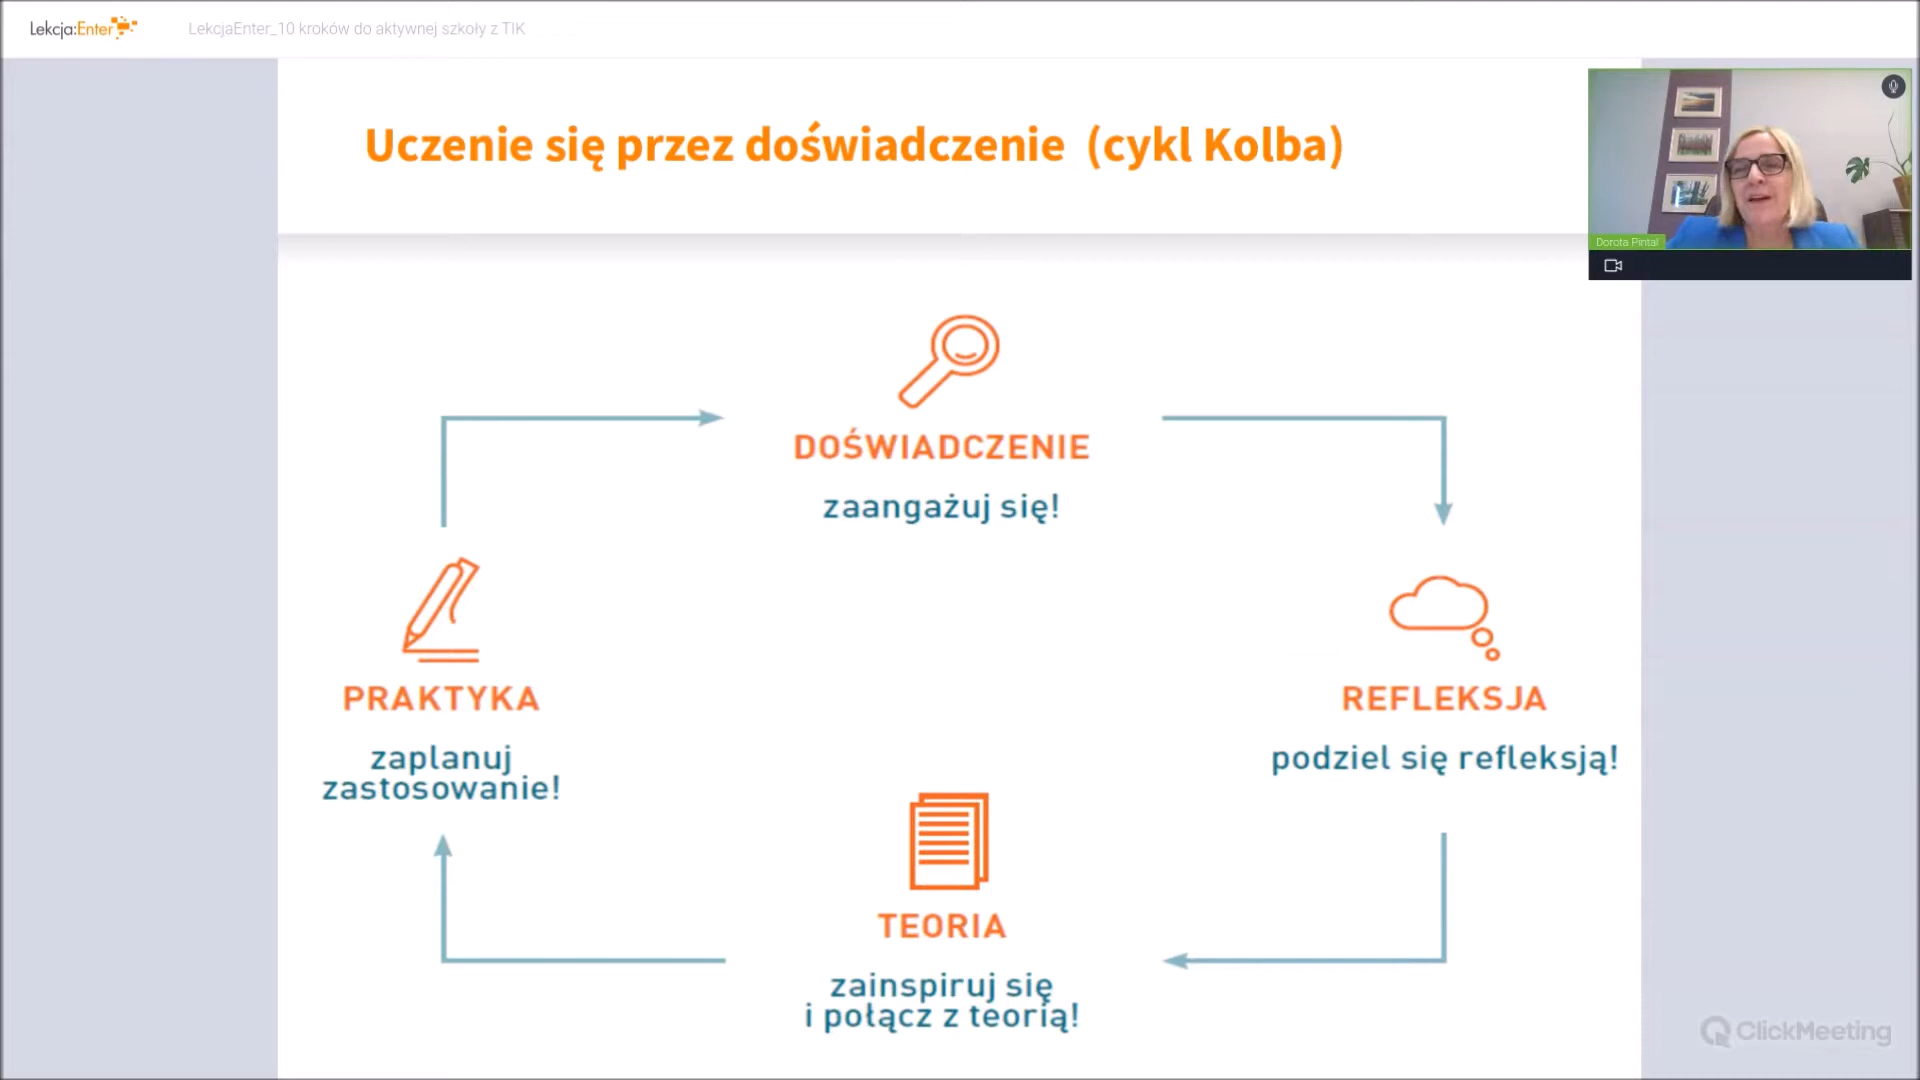 Lekcja:Enter
LekcjaEnter_10 kroków do aktywnej szkoły z TIK
Uczenie się przez doświadczenie (cykl Kolba)
Dorota Pintal
DOŚWIADCZENIE
zaangażuj się!
PRAKTYKA
zaplanuj
zastosowanie!
REFLEKSJA
podziel się refleksją!
TEORIA
zainspiruj się
i połącz z teorią!
ClickMeeting